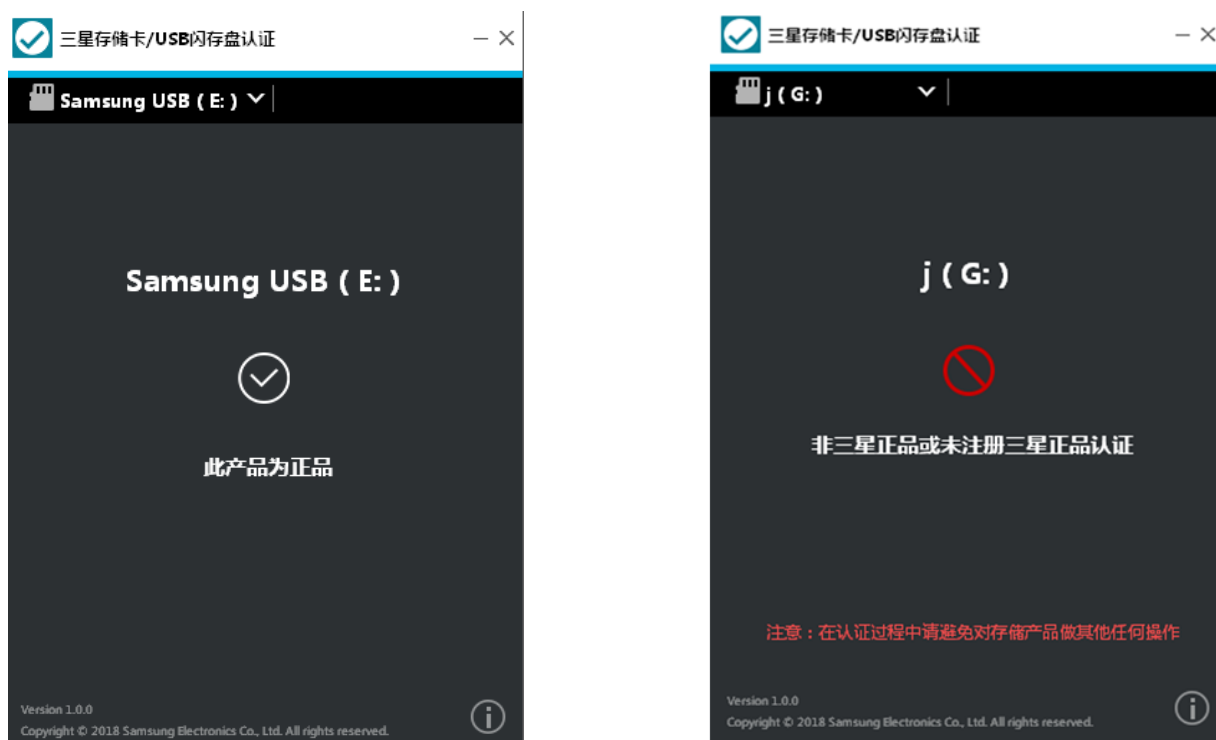 三星存储卡/USB闪存盘认证
Samsung USB ( E: )
Samsung USB ( E: )
此产品为正品
Version 1.0.0
Copyright © 2018 Samsung Electronics Co., Ltd. All rights reserved.
三星存储卡/USB闪存盘认证
j ( G: )
j ( G: )
非三星正品或未注册三星正品认证
注意：在认证过程中请避免对存储产品做其他任何操作
Version 1.0.0
Copyright © 2018 Samsung Electronics Co., Ltd. All rights reserved.